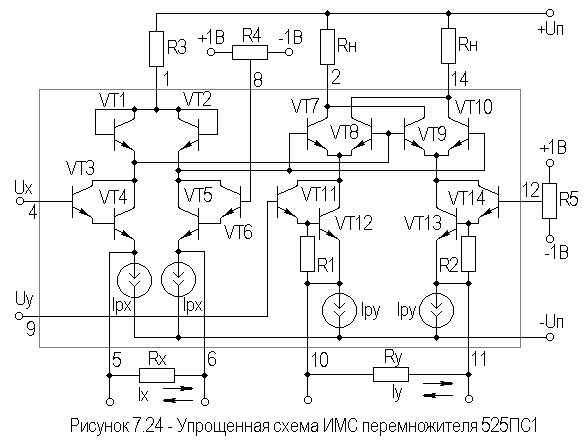 +Uп
R3
Rн
Rн
+1В
R4
-1В
1
8
2
14
VT1
VT2
VT7
VT8
VT9
VT10
VT3
VT4
VT5
VT6
VT11
VT12
VT13
VT14
Ux
4
12
+1В
R5
-1В
R1
R2
Iрх
Iрх
Iру
Iру
Uy
9
-Uп
5
6
10
11
Rx
Ix
Ry
Iy
Рисунок 7.24 - Упрощенная схема ИМС перемножителя 525ПС1